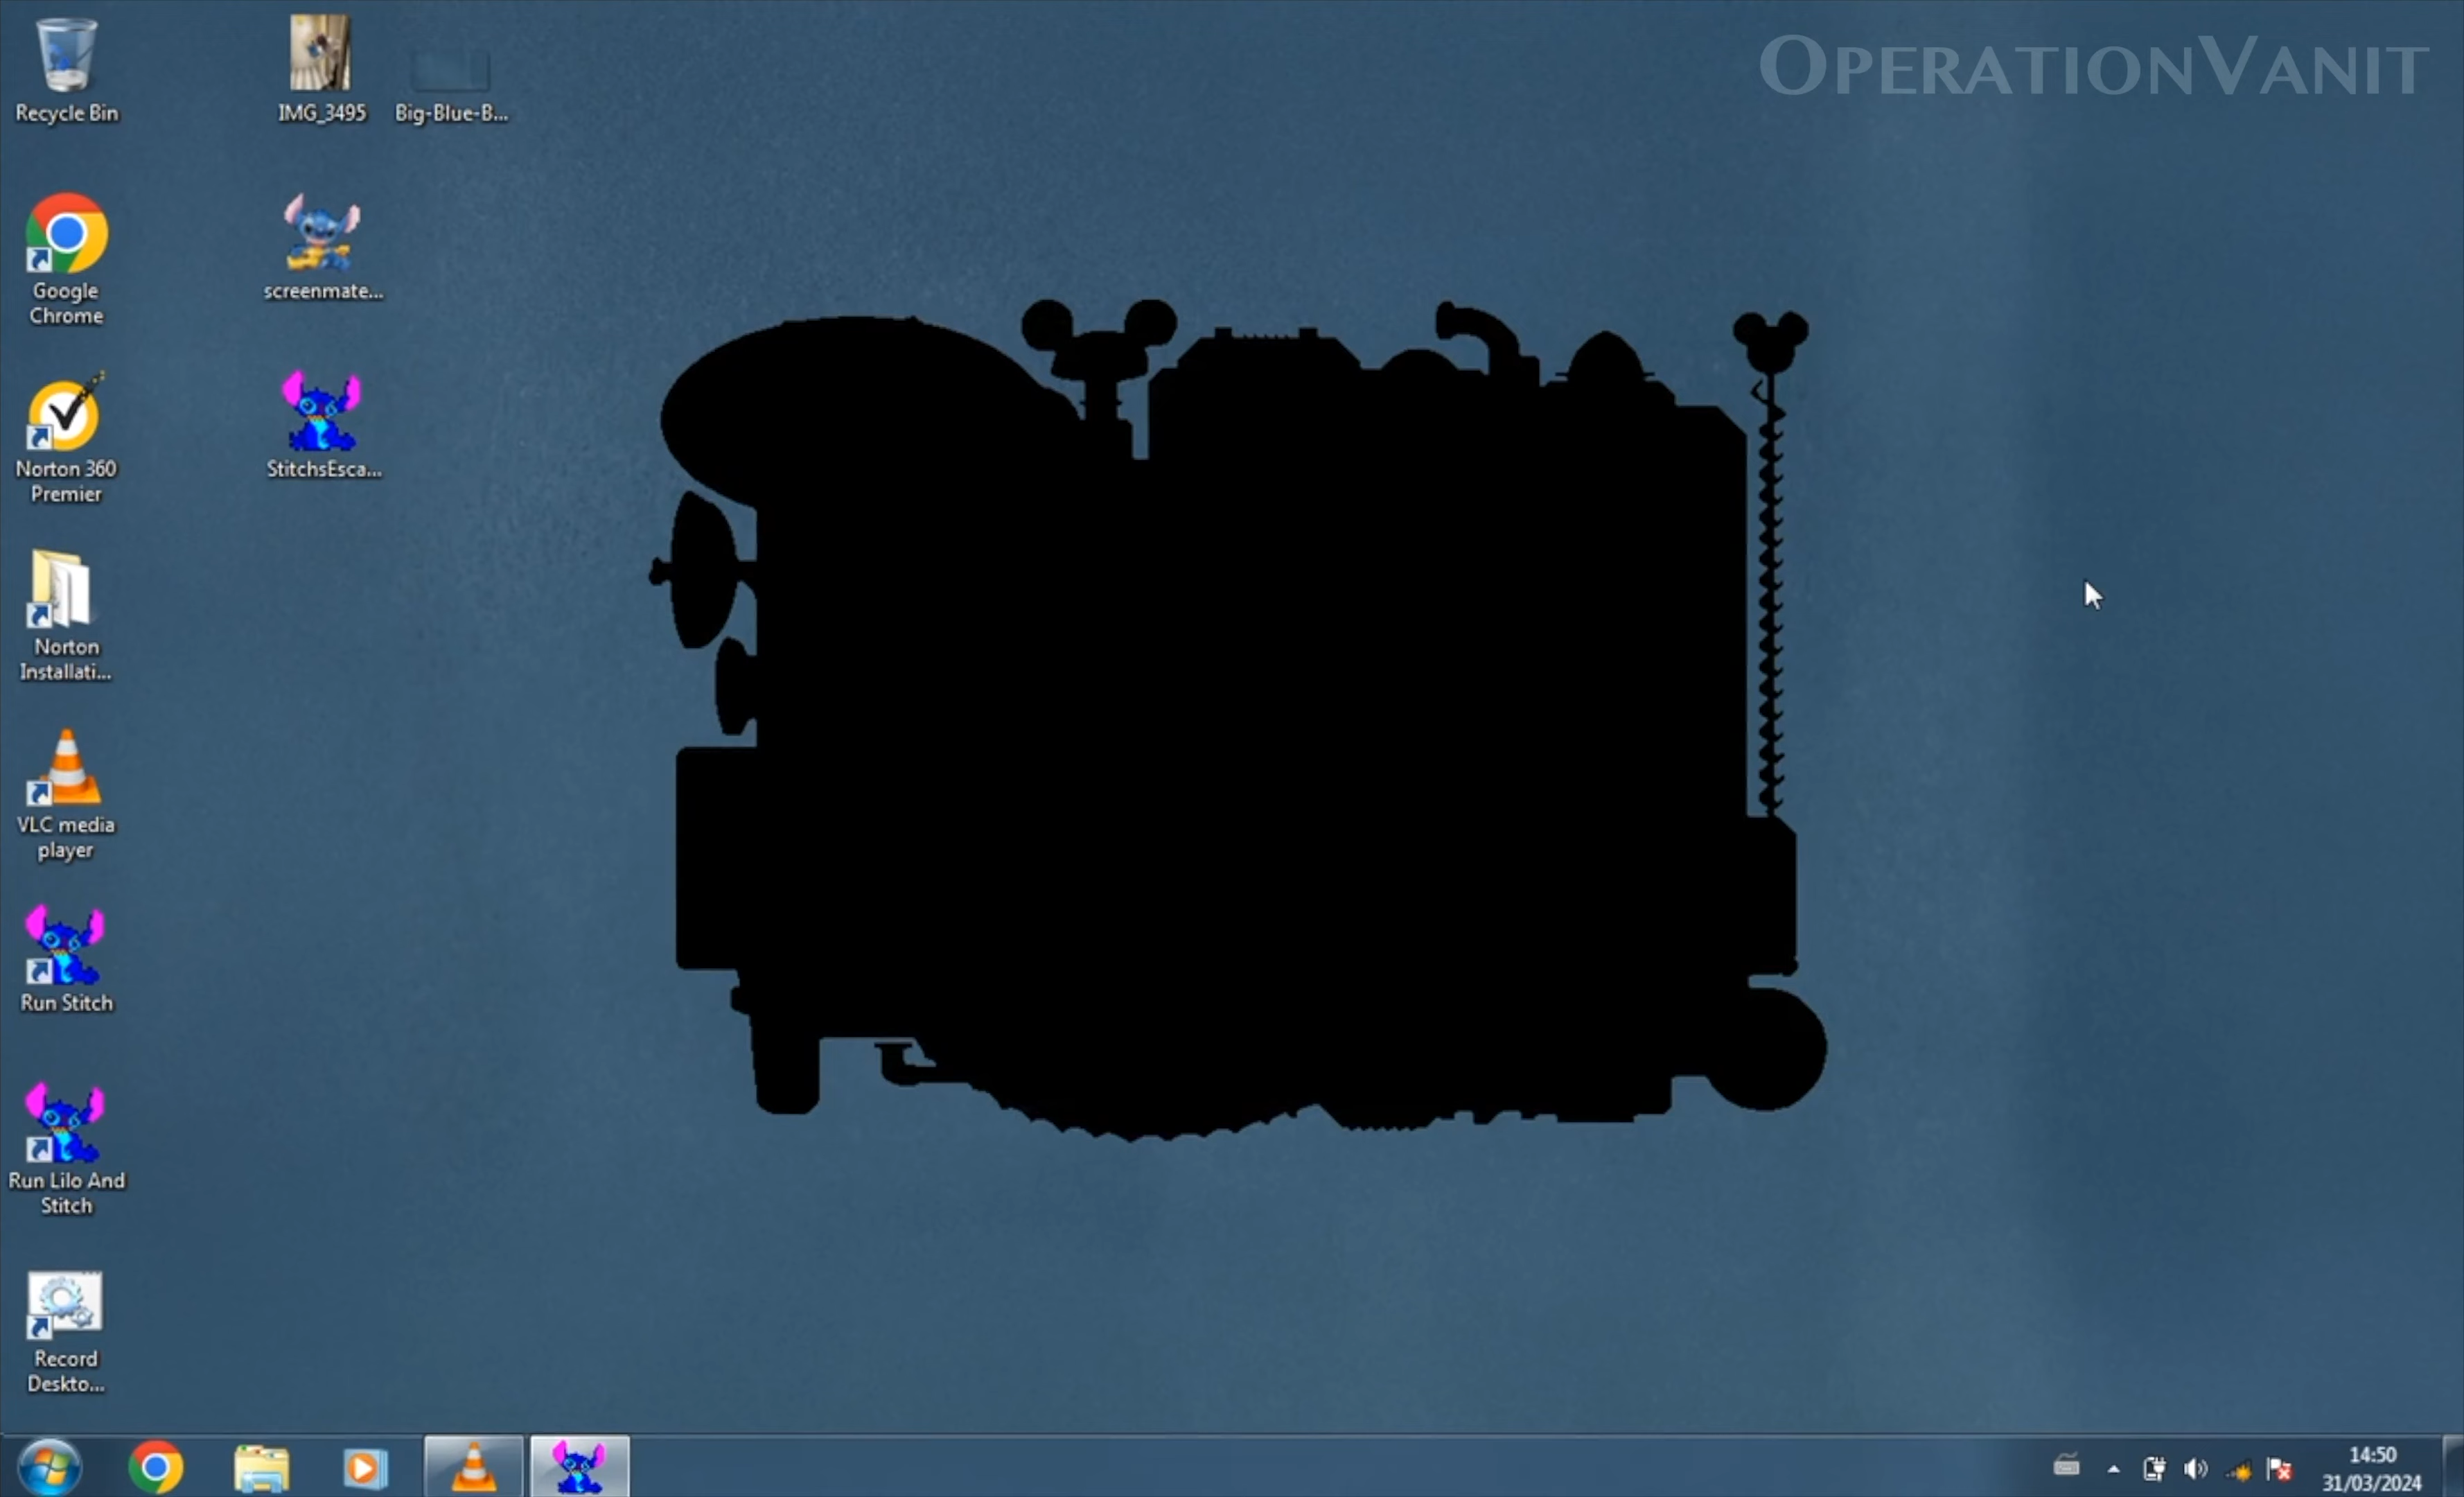 OPERATIONVANIT
Recycle Bin
IMG_3495
Big-Blue-B...
Google
Chrome
screenmate...
Norton 360
Premier
StitchsEsca...
Norton
Installati...
VLC media
player
Run Stitch
Run Lilo And
Stitch
Record
Deskto...
14:50
31/03/2024